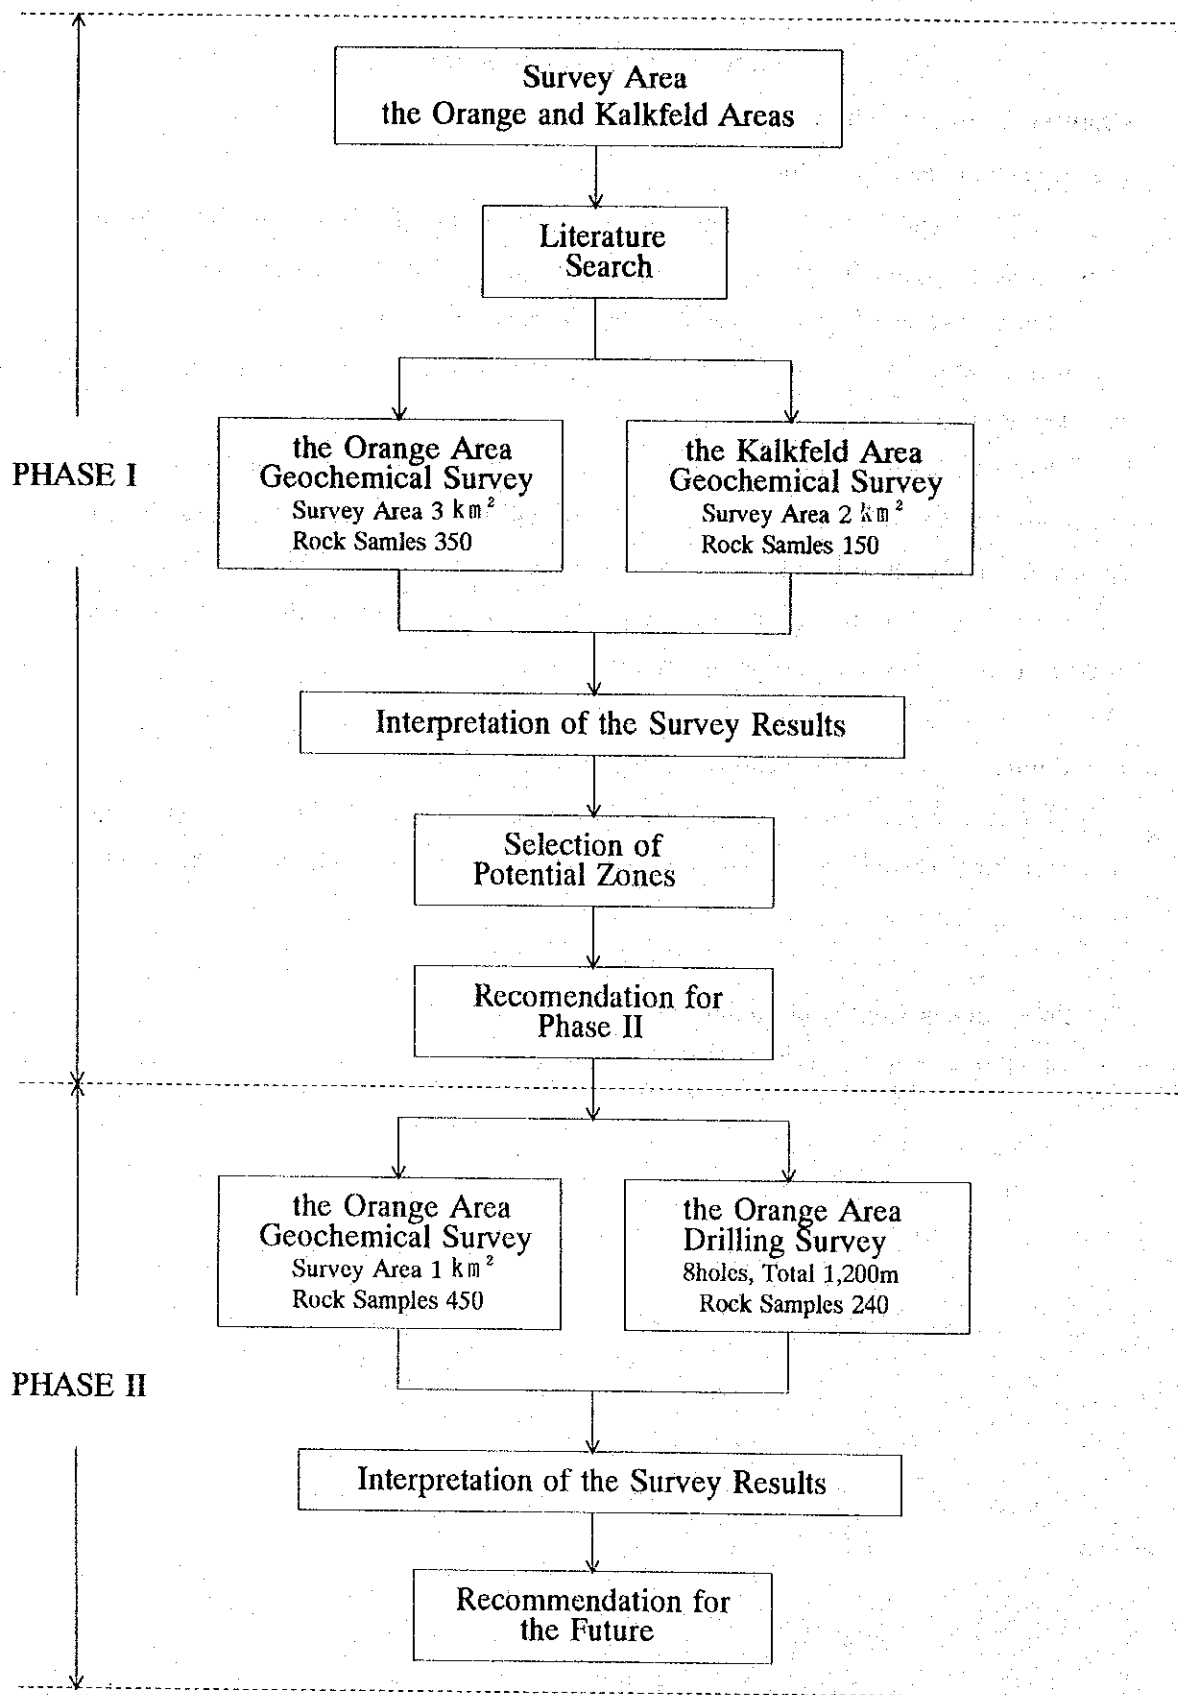 Survey Area
the Orange and Kalkfeld Areas
Literature
Search
PHASE I
the Orange Area
Geochemical Survey
Survey Area 3 km²
Rock Samles 350
the Kalkfeld Area
Geochemical Survey
Survey Area 2 km²
Rock Samles 150
Interpretation of the Survey Results
Selection of
Potential Zones
Recomendation for
Phase II
PHASE II
the Orange Area
Geochemical Survey
Survey Area 1 km²
Rock Samples 450
the Orange Area
Drilling Survey
8holes, Total 1,200m
Rock Samples 240
Interpretation of the Survey Results
Recommendation for
the Future